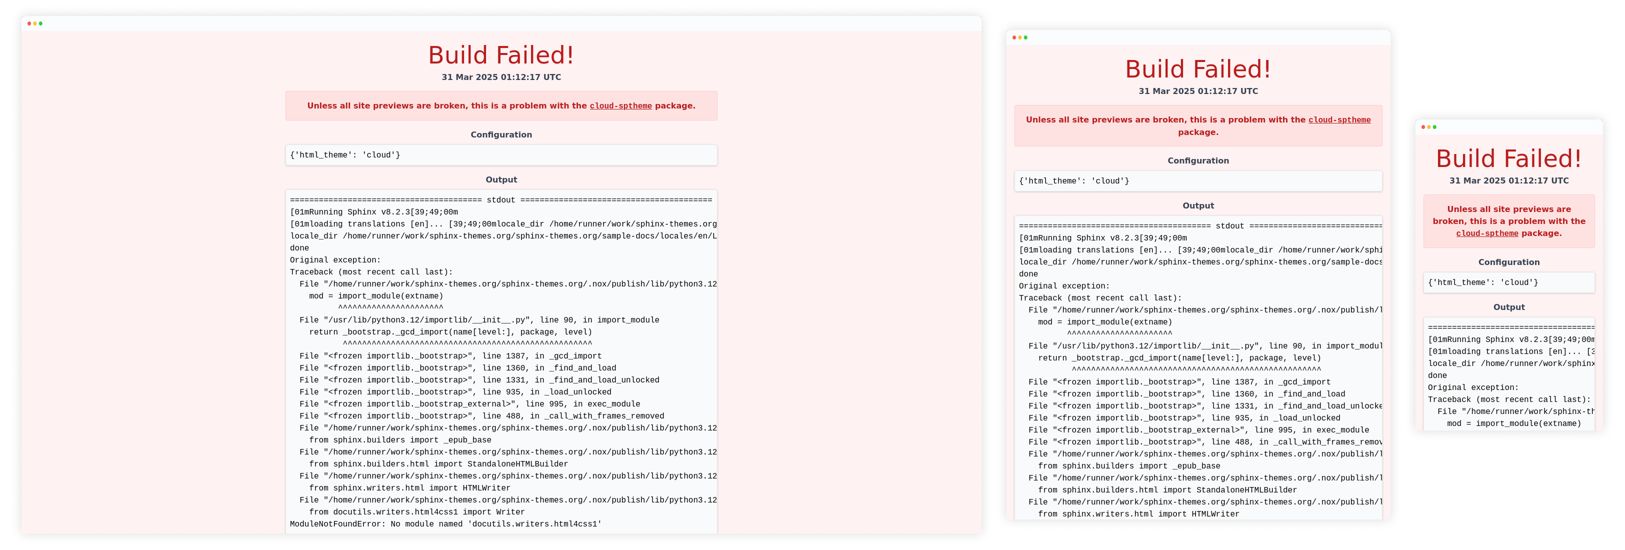 Build Failed!
31 Mar 2025 01:12:17 UTC
Unless all site previews are broken, this is a problem with the cloud-sptheme package.
Configuration
{'html_theme': 'cloud'}
Output
======================================== stdout ========================================
[01mRunning Sphinx v8.2.3[39;49;00m
[01mloading translations [en]... [39;49;00mlocale_dir /home/runner/work/sphinx-themes.org
locale_dir /home/runner/work/sphinx-themes.org/sphinx-themes.org/sample-docs/locales/en/L
done
Original exception:
Traceback (most recent call last):
  File "/home/runner/work/sphinx-themes.org/sphinx-themes.org/.nox/publish/lib/python3.12
    mod = import_module(extname)
          ^^^^^^^^^^^^^^^^^^^^^^
  File "/usr/lib/python3.12/importlib/__init__.py", line 90, in import_module
    return _bootstrap._gcd_import(name[level:], package, level)
           ^^^^^^^^^^^^^^^^^^^^^^^^^^^^^^^^^^^^^^^^^^^^^^^^^^^^
  File "<frozen importlib._bootstrap>", line 1387, in _gcd_import
  File "<frozen importlib._bootstrap>", line 1360, in _find_and_load
  File "<frozen importlib._bootstrap>", line 1331, in _find_and_load_unlocked
  File "<frozen importlib._bootstrap>", line 935, in _load_unlocked
  File "<frozen importlib._bootstrap_external>", line 995, in exec_module
  File "<frozen importlib._bootstrap>", line 488, in _call_with_frames_removed
  File "/home/runner/work/sphinx-themes.org/sphinx-themes.org/.nox/publish/lib/python3.12
    from sphinx.builders import _epub_base
  File "/home/runner/work/sphinx-themes.org/sphinx-themes.org/.nox/publish/lib/python3.12
    from sphinx.builders.html import StandaloneHTMLBuilder
  File "/home/runner/work/sphinx-themes.org/sphinx-themes.org/.nox/publish/lib/python3.12
    from sphinx.writers.html import HTMLWriter
  File "/home/runner/work/sphinx-themes.org/sphinx-themes.org/.nox/publish/lib/python3.12
    from docutils.writers.html4css1 import Writer
ModuleNotFoundError: No module named 'docutils.writers.html4css1'
Build Failed!
31 Mar 2025 01:12:17 UTC
Unless all site previews are broken, this is a problem with the cloud-sptheme
package.
Configuration
{'html_theme': 'cloud'}
Output
======================================== stdout ============================
[01mRunning Sphinx v8.2.3[39;49;00m
[01mloading translations [en]... [39;49;00mlocale_dir /home/runner/work/sphi
locale_dir /home/runner/work/sphinx-themes.org/sphinx-themes.org/sample-docs
done
Original exception:
Traceback (most recent call last):
  File "/home/runner/work/sphinx-themes.org/sphinx-themes.org/.nox/publish/l
    mod = import_module(extname)
          ^^^^^^^^^^^^^^^^^^^^^^
  File "/usr/lib/python3.12/importlib/__init__.py", line 90, in import_modul
    return _bootstrap._gcd_import(name[level:], package, level)
           ^^^^^^^^^^^^^^^^^^^^^^^^^^^^^^^^^^^^^^^^^^^^^^^^^^^^
  File "<frozen importlib._bootstrap>", line 1387, in _gcd_import
  File "<frozen importlib._bootstrap>", line 1360, in _find_and_load
  File "<frozen importlib._bootstrap>", line 1331, in _find_and_load_unlocke
  File "<frozen importlib._bootstrap>", line 935, in _load_unlocked
  File "<frozen importlib._bootstrap_external>", line 995, in exec_module
  File "<frozen importlib._bootstrap>", line 488, in _call_with_frames_remov
  File "/home/runner/work/sphinx-themes.org/sphinx-themes.org/.nox/publish/l
    from sphinx.builders import _epub_base
  File "/home/runner/work/sphinx-themes.org/sphinx-themes.org/.nox/publish/l
    from sphinx.builders.html import StandaloneHTMLBuilder
  File "/home/runner/work/sphinx-themes.org/sphinx-themes.org/.nox/publish/l
    from sphinx.writers.html import HTMLWriter
Build Failed!
31 Mar 2025 01:12:17 UTC
Unless all site previews are
broken, this is a problem with the
cloud-sptheme package.
Configuration
{'html_theme': 'cloud'}
Output
===================================
[01mRunning Sphinx v8.2.3[39;49;00m
[01mloading translations [en]... [3
locale_dir /home/runner/work/sphinx
done
Original exception:
Traceback (most recent call last):
  File "/home/runner/work/sphinx-th
    mod = import_module(extname)